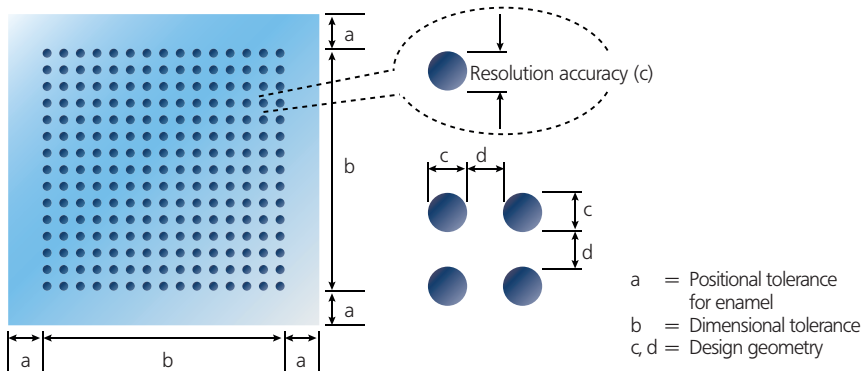 a
Resolution accuracy (c)
b
c
d
c
d
a
a
b
a
a = Positional tolerance
for enamel
b = Dimensional tolerance
c, d = Design geometry